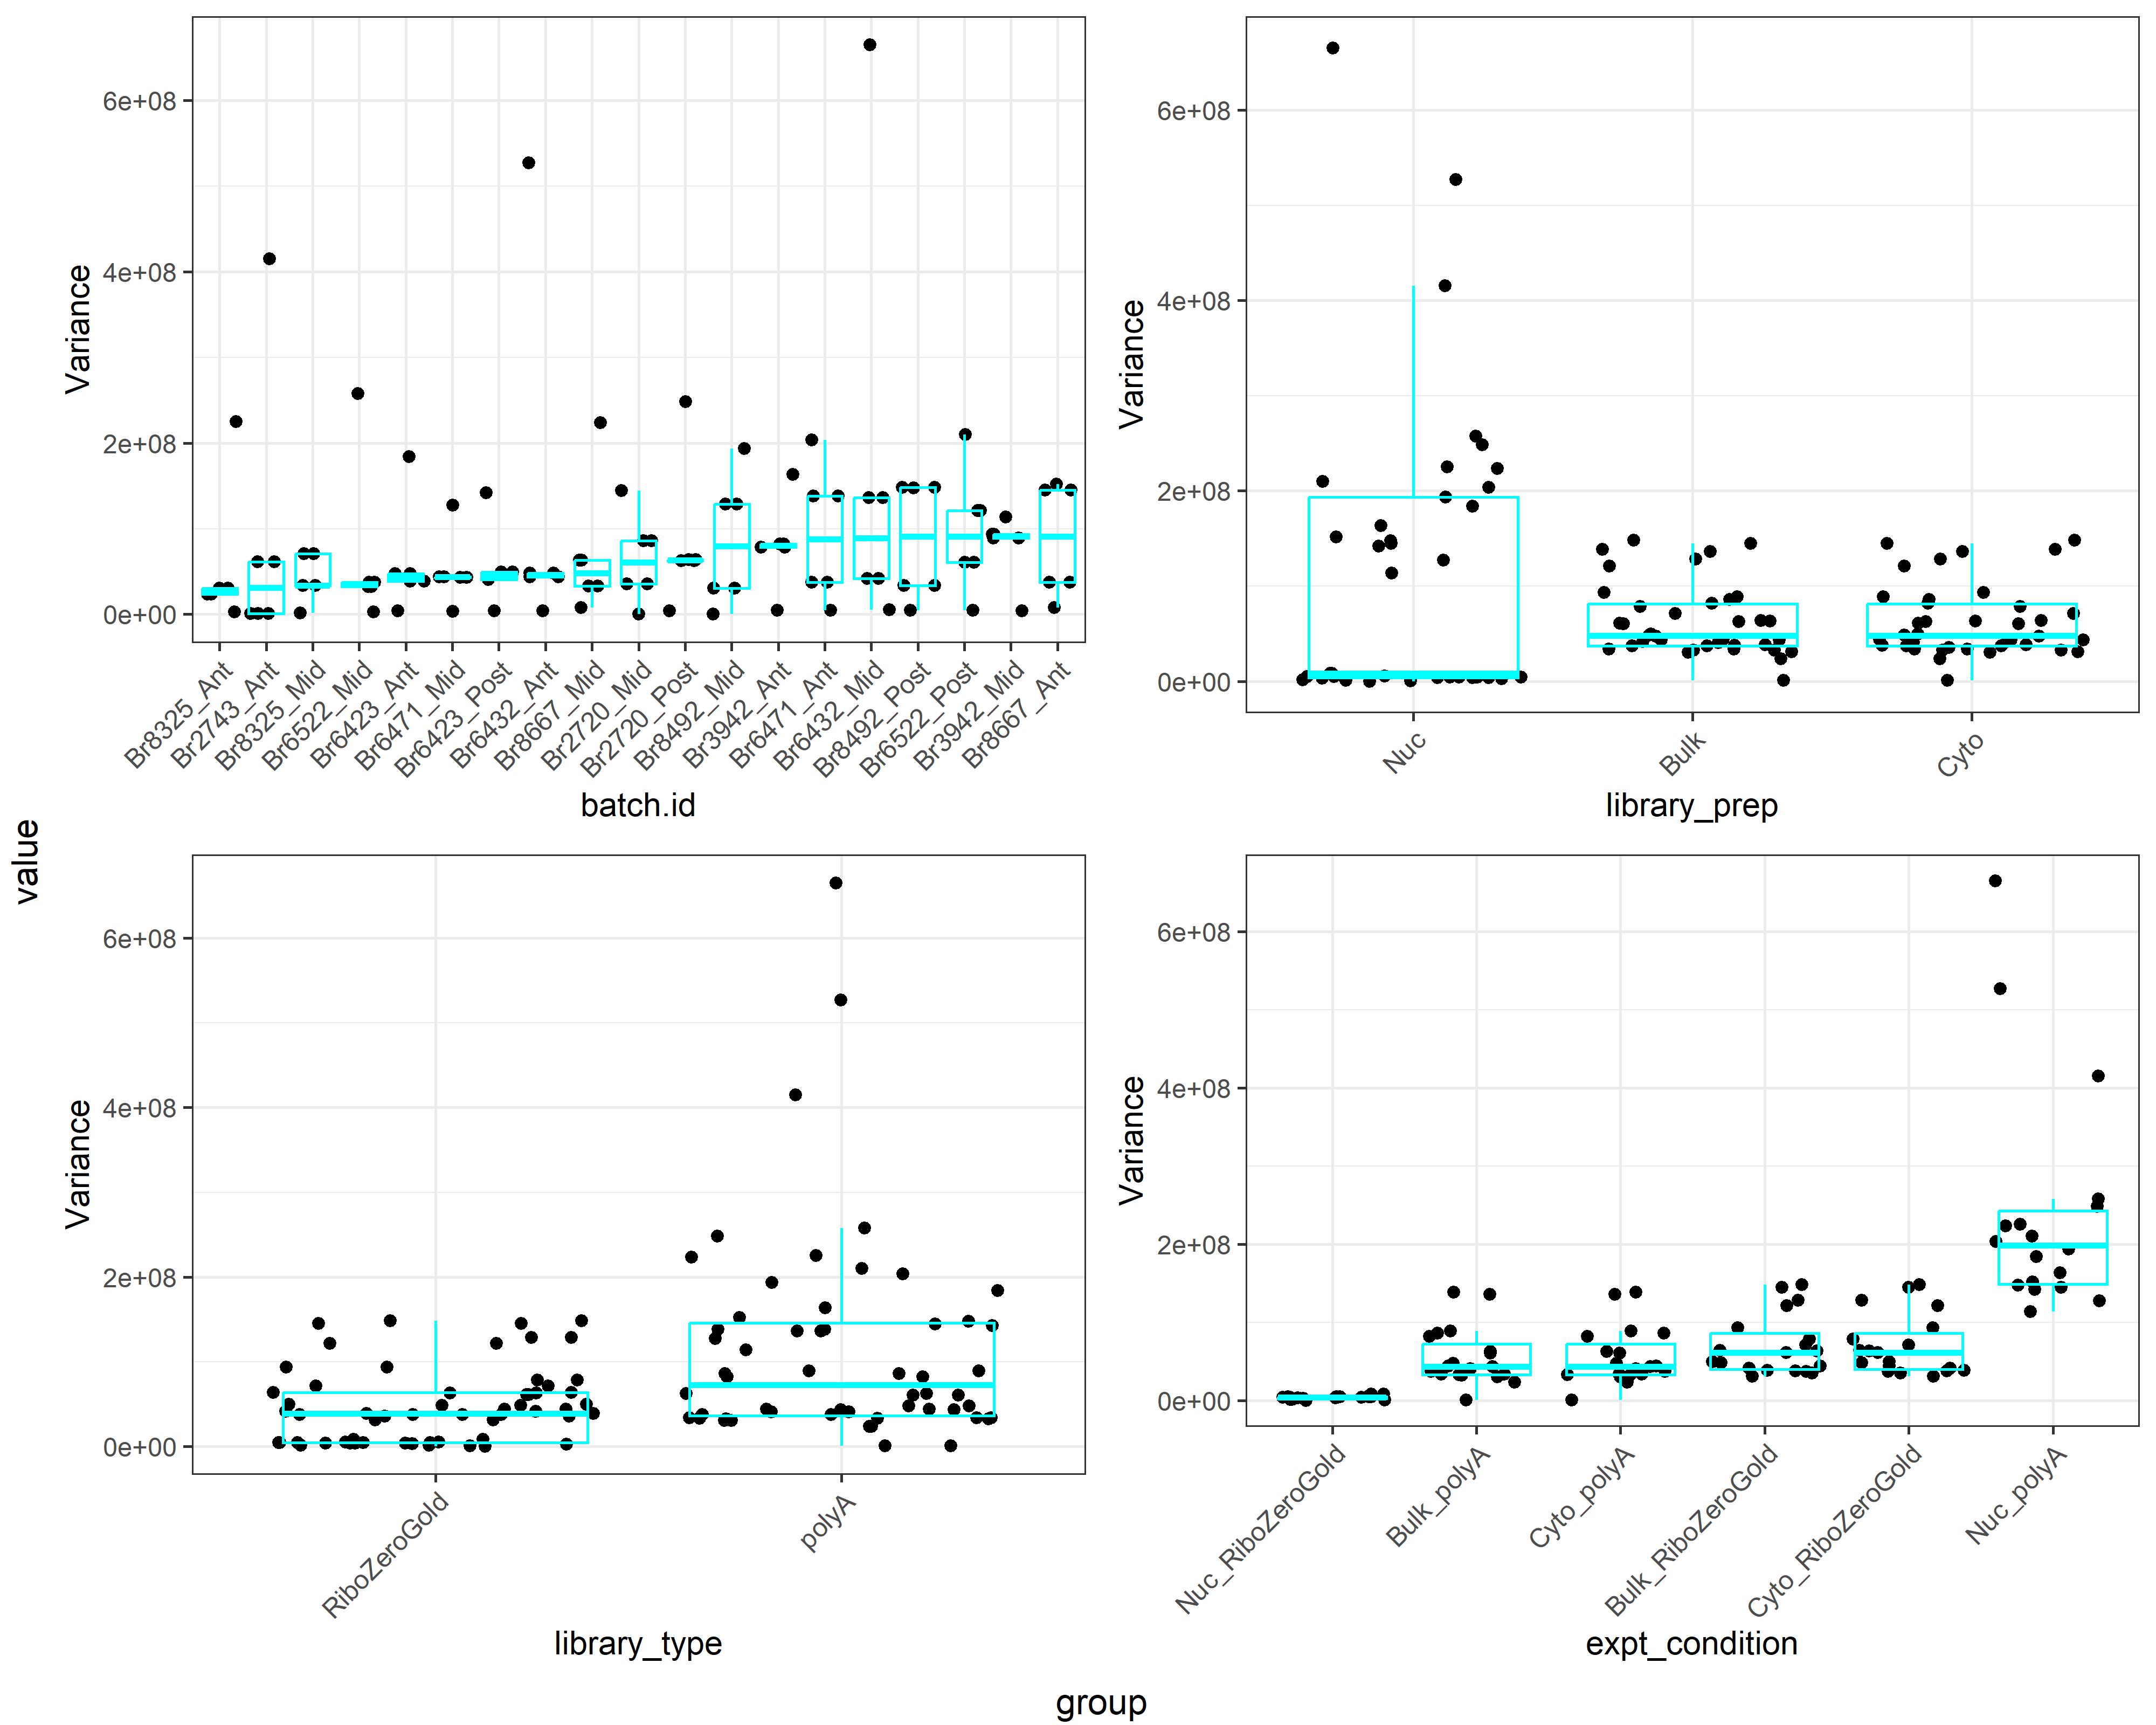 value
Variance
6e+08
4e+08
2e+08
0e+00
Br8325_Ant
Br2743_Ant
Br8325_Mid
Br6522_Mid
Br6423_Ant
Br6471_Mid
Br6423_Post
Br6432_Ant
Br8667_Mid
Br2720_Mid
Br2720_Post
Br8492_Mid
Br3942_Ant
Br6471_Ant
Br6432_Mid
Br8492_Post
Br6522_Post
Br3942_Mid
Br8667_Ant
batch.id
Variance
6e+08
4e+08
2e+08
0e+00
Nuc
Bulk
Cyto
library_prep
Variance
6e+08
4e+08
2e+08
0e+00
RiboZeroGold
polyA
library_type
Variance
6e+08
4e+08
2e+08
0e+00
Nuc_RiboZeroGold
Bulk_polyA
Cyto_polyA
Bulk_RiboZeroGold
Cyto_RiboZeroGold
Nuc_polyA
expt_condition
group